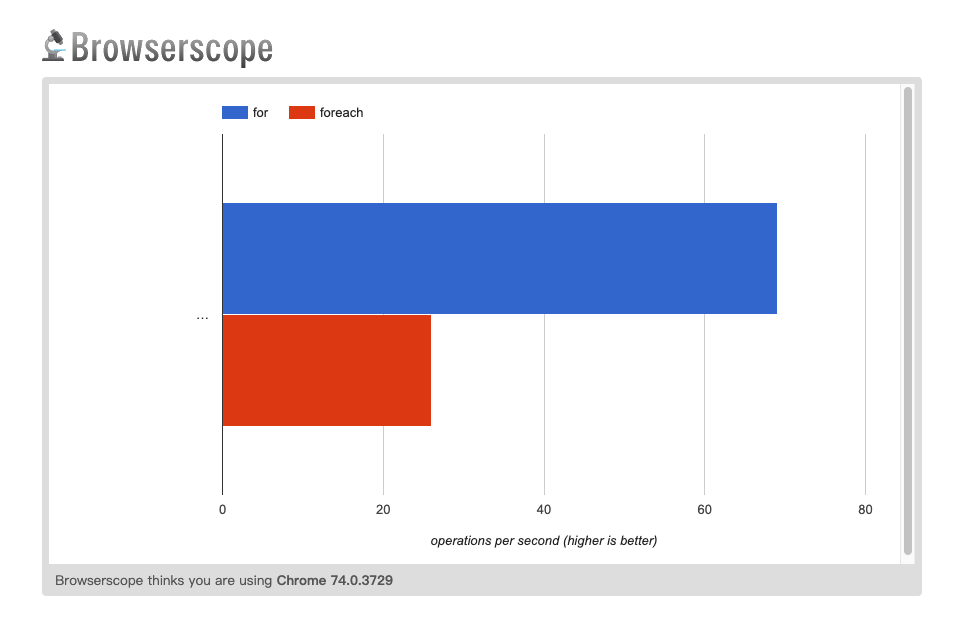 Browserscope
for foreach
...
0 20 40 60 80
operations per second (higher is better)
Browserscope thinks you are using Chrome 74.0.3729